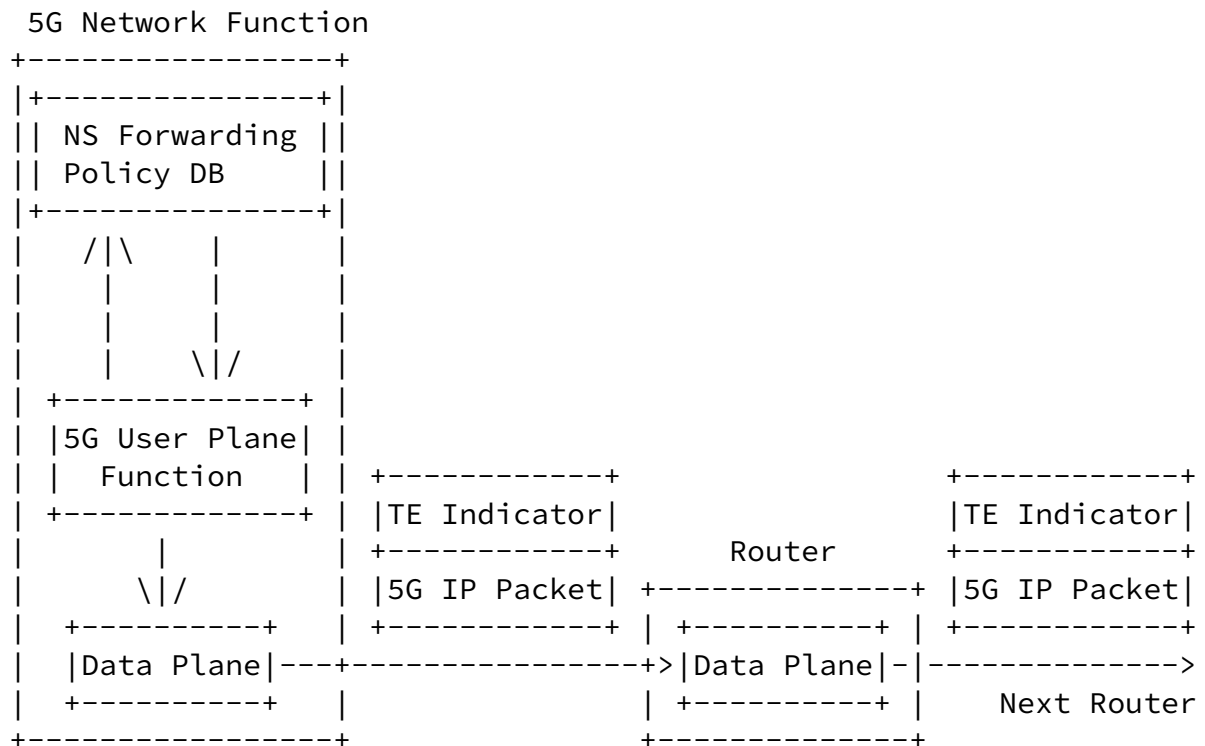 5G Network Function
NS Forwarding
Policy DB
5G User Plane
Function
TE Indicator
TE Indicator
Router
5G IP Packet
5G IP Packet
Data Plane
Data Plane
Next Router